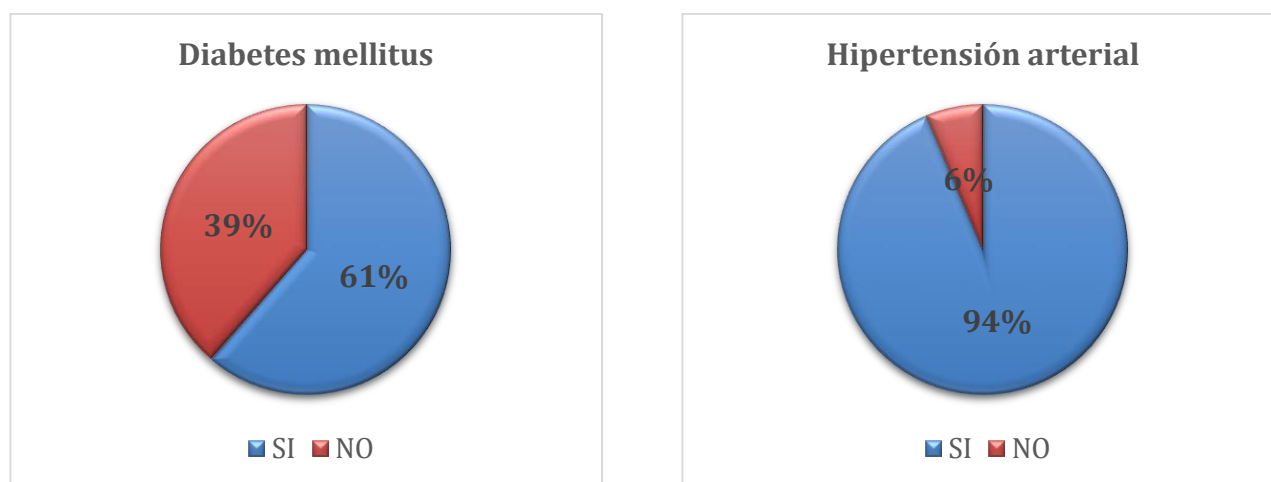 Diabetes mellitus
39%
61%
SI NO
Hipertensión arterial
6%
94%
SI NO